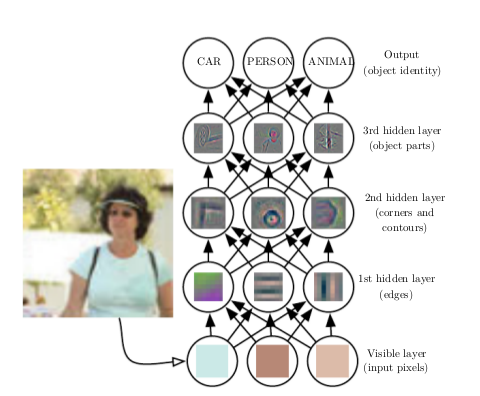 CAR PERSON ANIMAL
Output
(object identity)
3rd hidden layer
(object parts)
2nd hidden layer
(corners and
contours)
1st hidden layer
(edges)
Visible layer
(input pixels)